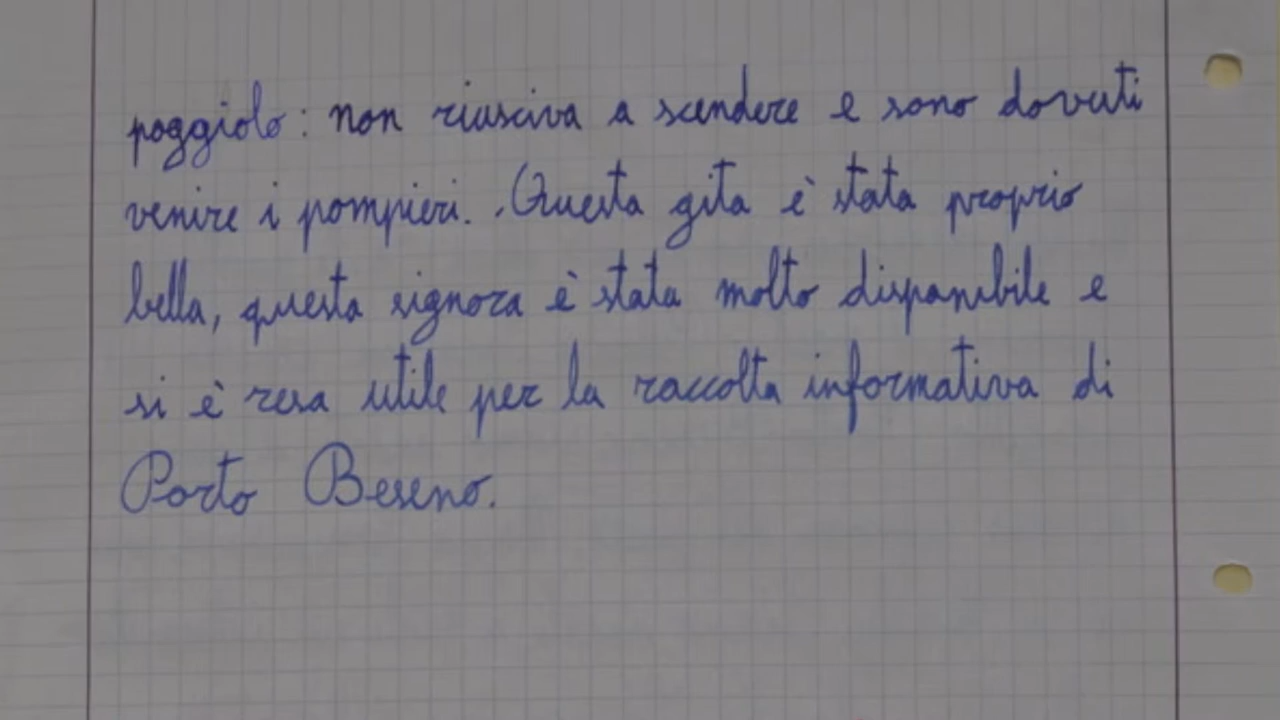 poggiolo: non riusciva a scendere e sono dovuti
venire i pompieri. Questa gita è stata proprio
bella, questa signora è stata molto disponibile e
si è resa utile per la raccolta informativa di
Porto Beseno.